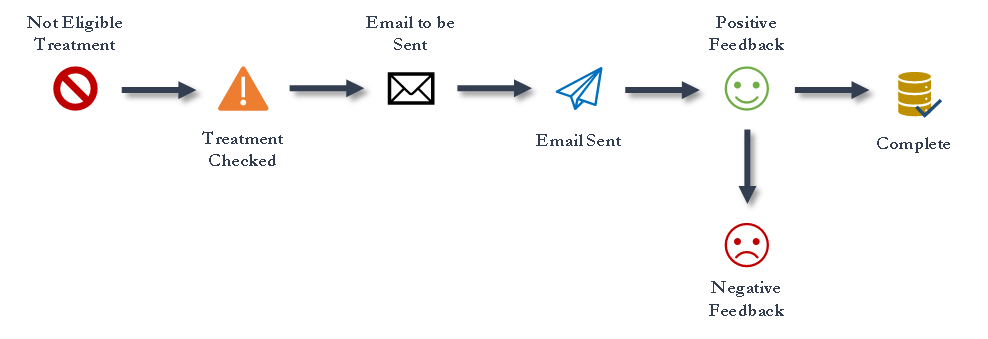 Not Eligible
Treatment
Treatment
Checked
Email to be
Sent
Email Sent
Positive
Feedback
Negative
Feedback
Complete